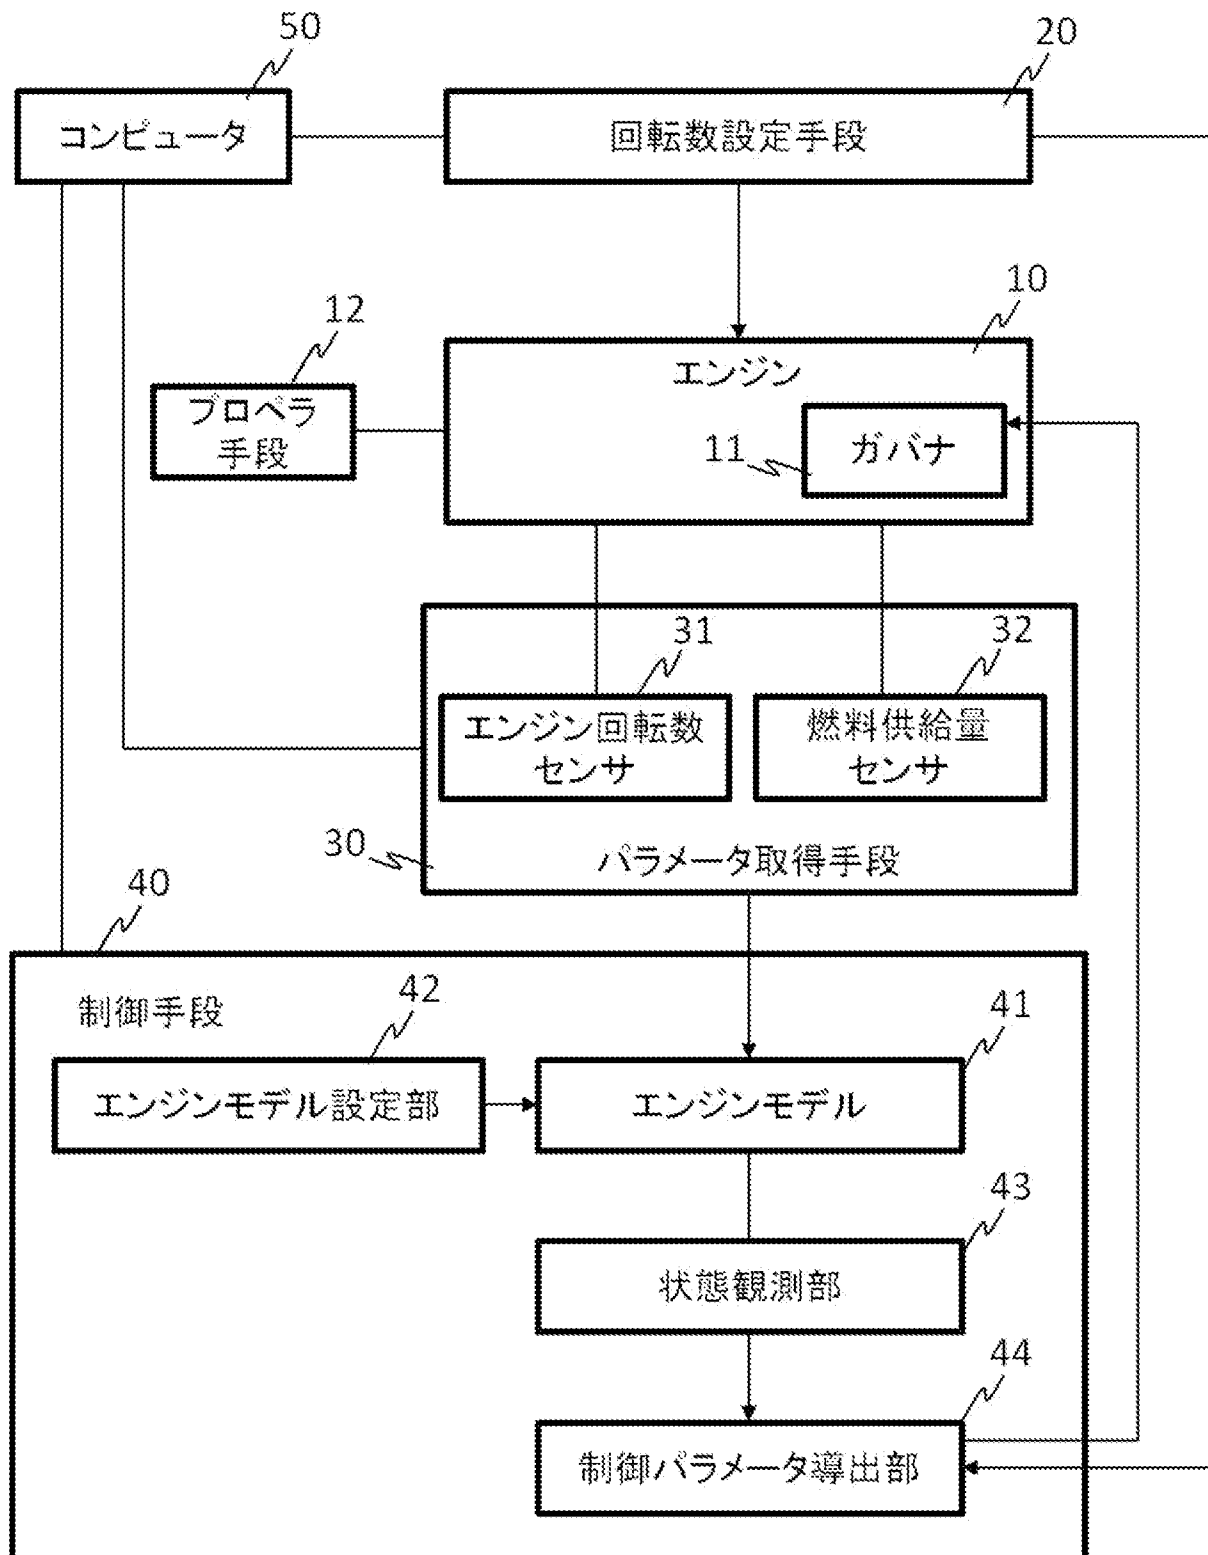 50
20
コンピュータ
回転数設定手段
10
12
エンジン
プロペラ
手段
11
ガバナ
31
32
エンジン回転数
センサ
燃料供給量
センサ
30
パラメータ取得手段
40
制御手段
42
41
エンジンモデル設定部
エンジンモデル
43
状態観測部
44
制御パラメータ導出部